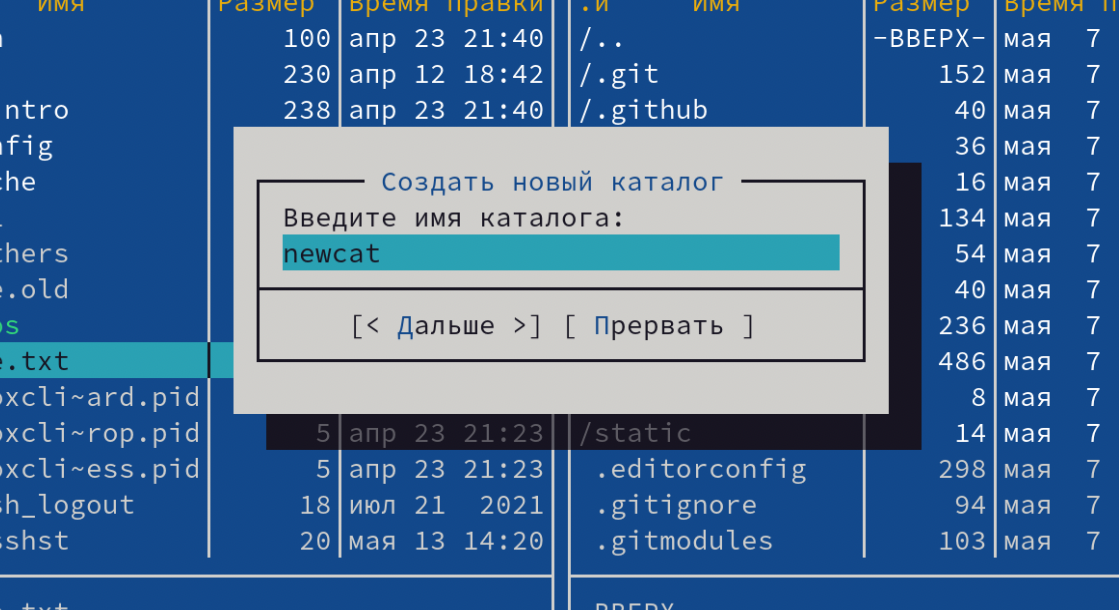 Имя Размер Время правки .и Имя Размер Время
100 апр 23 21:40 /.. -ВВЕРХ- мая 7
230 апр 12 18:42 /.git 152 мая 7
ntro 238 апр 23 21:40 /.github 40 мая 7
fig 36 мая 7
che Создать новый каталог 16 мая 7
Введите имя каталога: 134 мая 7
thers newcat 54 мая 7
e.old 40 мая 7
os [< Дальше >] [ Прервать ] 236 мая 7
e.txt 486 мая 7
oxcli~ard.pid 8 мая 7
oxcli~rop.pid 5 апр 23 21:23 /static 14 мая 7
oxcli~ess.pid 5 апр 23 21:23 .editorconfig 298 мая 7
sh_logout 18 июл 21 2021 .gitignore 94 мая 7
sshst 20 мая 13 14:20 .gitmodules 103 мая 7